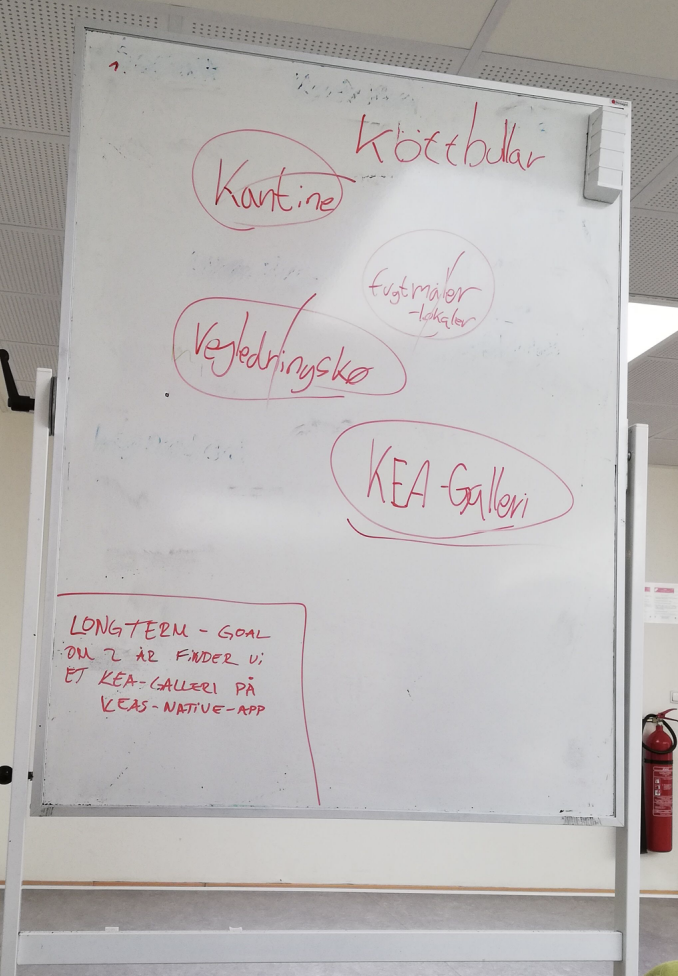 Köttbullar
Kantine
fugtmåler
-lokaler
Vejledningskø
KEA-Galleri
LONGTERM - GOAL
OM 2 ÅR FINDER Vi
ET KEA-GALLERI PÅ
KEAS-NATIVE-APP